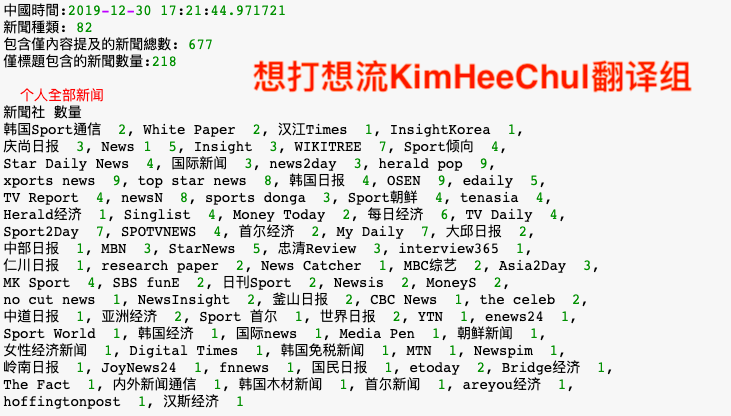 中國時間:2019-12-30 17:21:44.971721
新聞種類: 82
包含僅內容提及的新聞總數: 677
僅標題包含的新聞數量:218
想打想流KimHeeChul翻译组
个人全部新闻
新聞社 數量
韩国Sport通信  2, White Paper  2, 汉江Times  1, InsightKorea  1,
庆尚日报  3, News 1  5, Insight  3, WIKITREE  7, Sport倾向  4,
Star Daily News  4, 国际新闻  3, news2day  3, herald pop  9,
xports news  9, top star news  8, 韩国日报  4, OSEN  9, edaily  5,
TV Report  4, newsN  8, sports donga  3, Sport朝鲜  4, tenasia  4,
Herald经济  1, Singlist  4, Money Today  2, 每日经济  6, TV Daily  4,
Sport2Day  7, SPOTVNEWS  4, 首尔经济  2, My Daily  7, 大邱日报  2,
中部日报  1, MBN  3, StarNews  5, 忠清Review  3, interview365  1,
仁川日报  1, research paper  2, News Catcher  1, MBC综艺  2, Asia2Day  3,
MK Sport  4, SBS funE  2, 日刊Sport  2, Newsis  2, MoneyS  2,
no cut news  1, NewsInsight  2, 釜山日报  2, CBC News  1, the celeb  2,
中道日报  1, 亚洲经济  2, Sport 首尔  1, 世界日报  2, YTN  1, enews24  1,
Sport World  1, 韩国经济  1, 国际news  1, Media Pen  1, 朝鲜新闻  1,
女性经济新闻  1, Digital Times  1, 韩国免税新闻  1, MTN  1, Newspim  1,
岭南日报  1, JoyNews24  1, fnnews  1, 国民日报  1, etoday  2, Bridge经济  1,
The Fact  1, 内外新闻通信  1, 韩国木材新闻  1, 首尔新闻  1, areyou经济  1,
hoffingtonpost  1, 汉斯经济  1